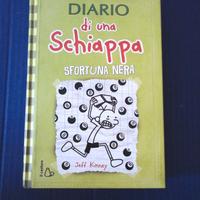 DIARIO
di una
Schiappa
SFORTUNA NERA
Jeff Kinney